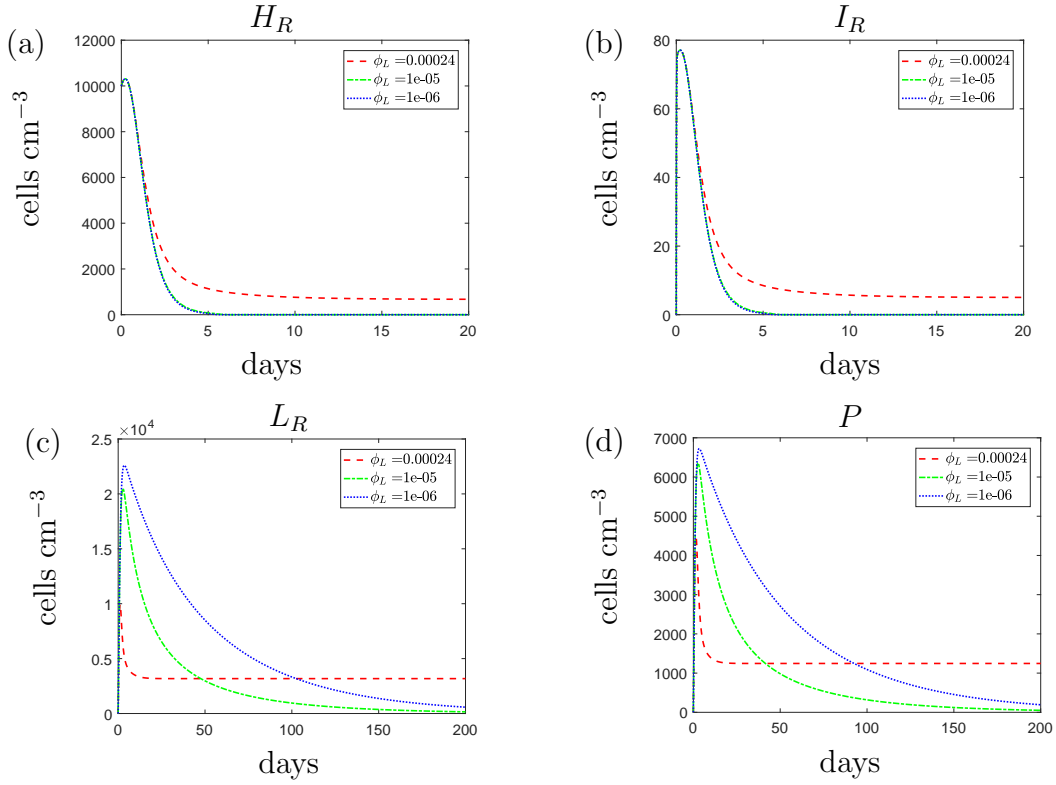 (a)
H_R
12000
10000
8000
6000
4000
2000
0
0 5 10 15 20
cells cm⁻³
days
ϕ_L =0.00024
ϕ_L =1e-05
ϕ_L =1e-06
(b)
I_R
80
60
40
20
0
0 5 10 15 20
cells cm⁻³
days
ϕ_L =0.00024
ϕ_L =1e-05
ϕ_L =1e-06
(c)
L_R
×10⁴
2.5
2
1.5
1
0.5
0
0 50 100 150 200
cells cm⁻³
days
ϕ_L =0.00024
ϕ_L =1e-05
ϕ_L =1e-06
(d)
P
7000
6000
5000
4000
3000
2000
1000
0
0 50 100 150 200
cells cm⁻³
days
ϕ_L =0.00024
ϕ_L =1e-05
ϕ_L =1e-06